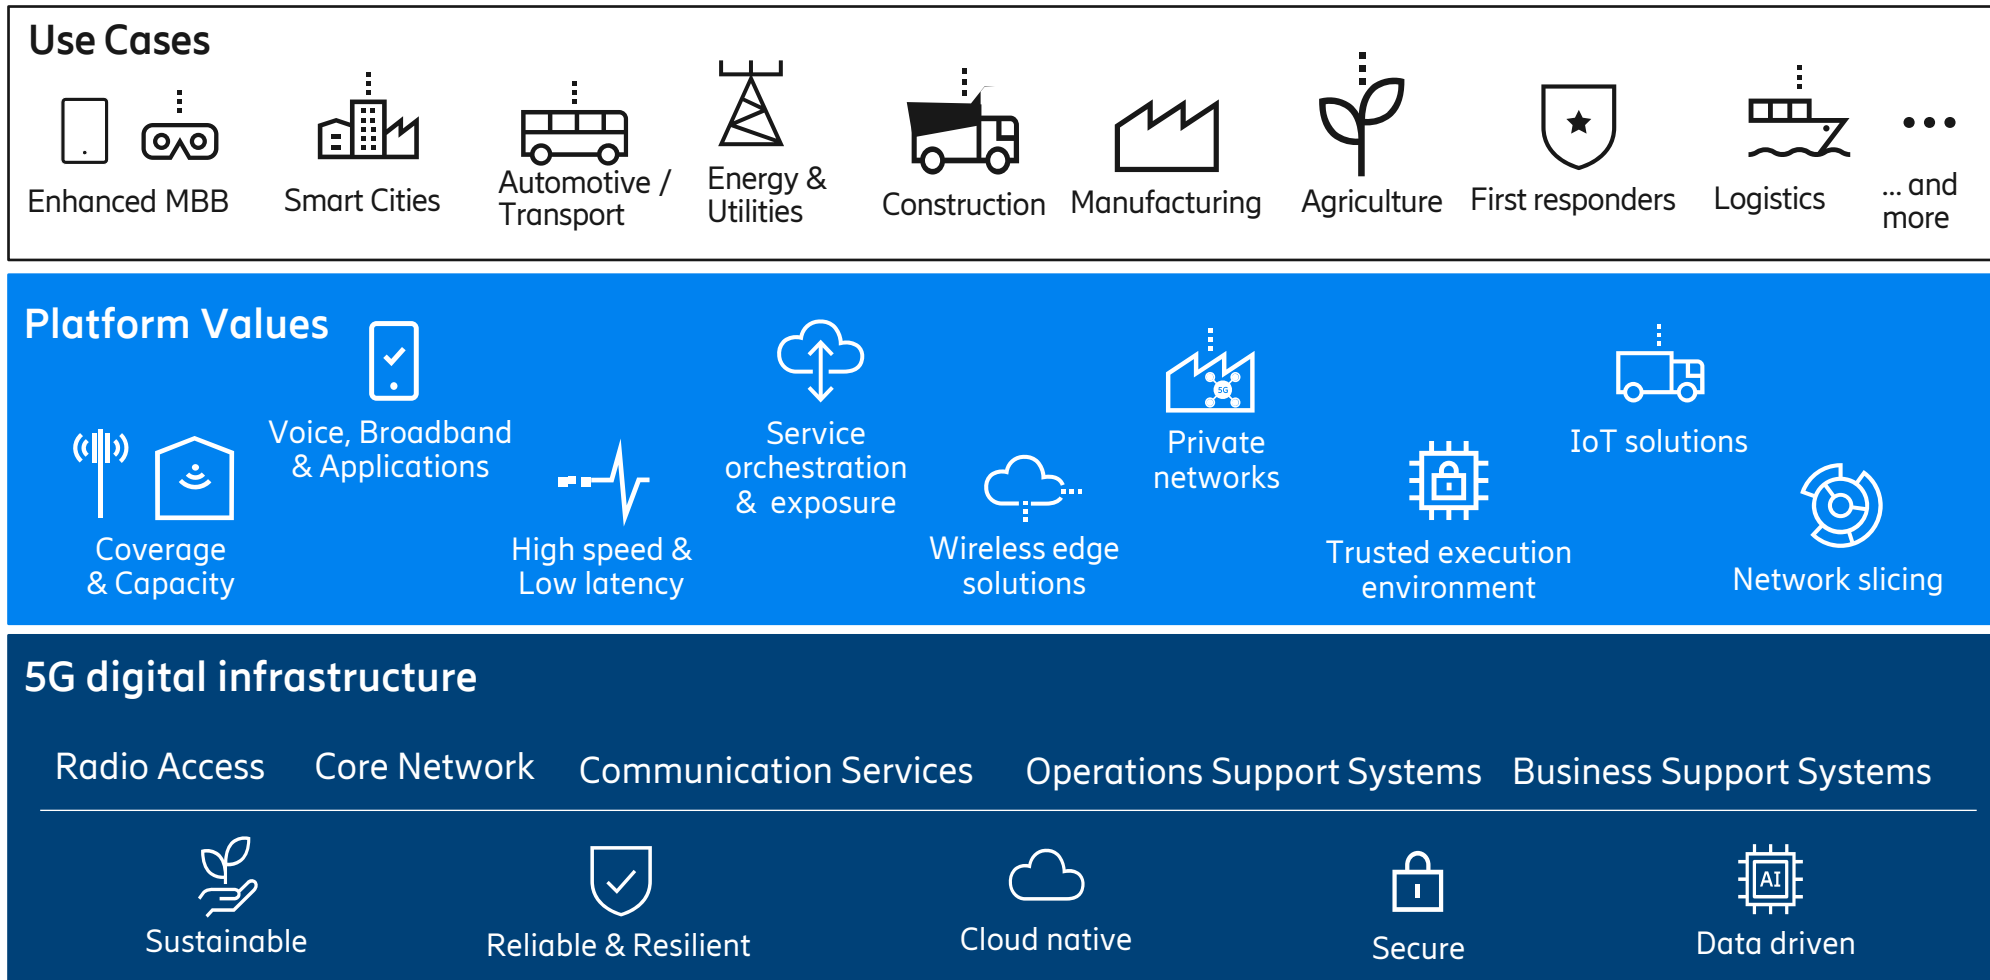 Use Cases
Enhanced MBB
Smart Cities
Automotive /
Transport
Energy &
Utilities
Construction
Manufacturing
Agriculture
First responders
Logistics
... and
more
Platform Values
Voice, Broadband
& Applications
Service
orchestration
& exposure
5G
Private
networks
IoT solutions
Coverage
& Capacity
High speed &
Low latency
Wireless edge
solutions
Trusted execution
environment
Network slicing
5G digital infrastructure
Radio Access
Core Network
Communication Services
Operations Support Systems
Business Support Systems
AI
Sustainable
Reliable & Resilient
Cloud native
Secure
Data driven